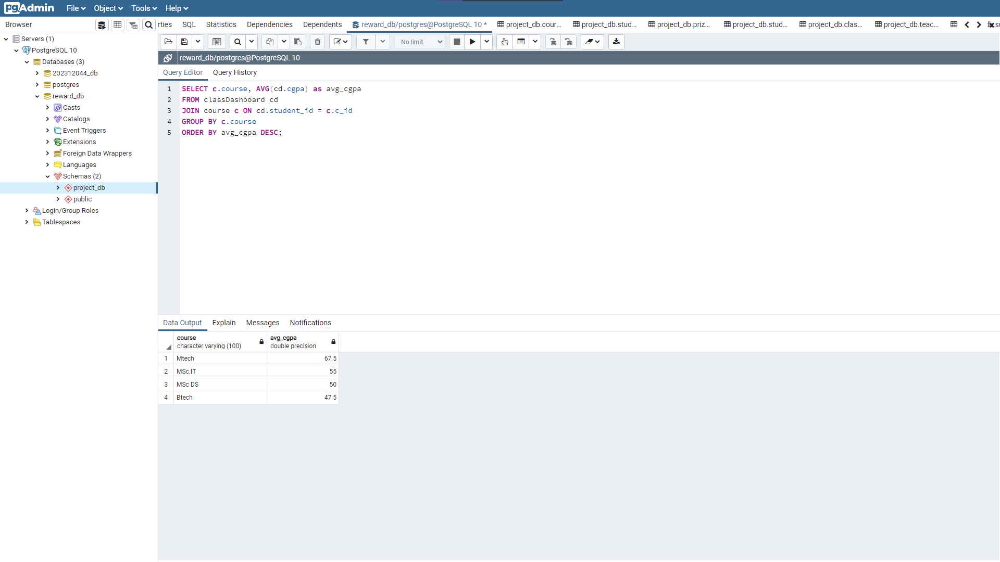 pgAdmin File Object Tools Help
Browser
rties SQL Statistics Dependencies Dependents reward_db/postgres@PostgreSQL 10 * project_db.cour... project_db.stud... project_db.priz... project_db.stud... project_db.clas... project_db.teac...
Servers (1)
PostgreSQL 10
Databases (3)
202312044_db
postgres
reward_db
Casts
Catalogs
Event Triggers
Extensions
Foreign Data Wrappers
Languages
Schemas (2)
project_db
public
Login/Group Roles
Tablespaces
No limit
reward_db/postgres@PostgreSQL 10
Query Editor Query History
1 SELECT c.course, AVG(cd.cgpa) as avg_cgpa
2 FROM classDashboard cd
3 JOIN course c ON cd.student_id = c.c_id
4 GROUP BY c.course
5 ORDER BY avg_cgpa DESC;
Data Output Explain Messages Notifications
course avg_cgpa
character varying (100) double precision
1 Mtech 67.5
2 MSc.IT 55
3 MSc DS 50
4 Btech 47.5